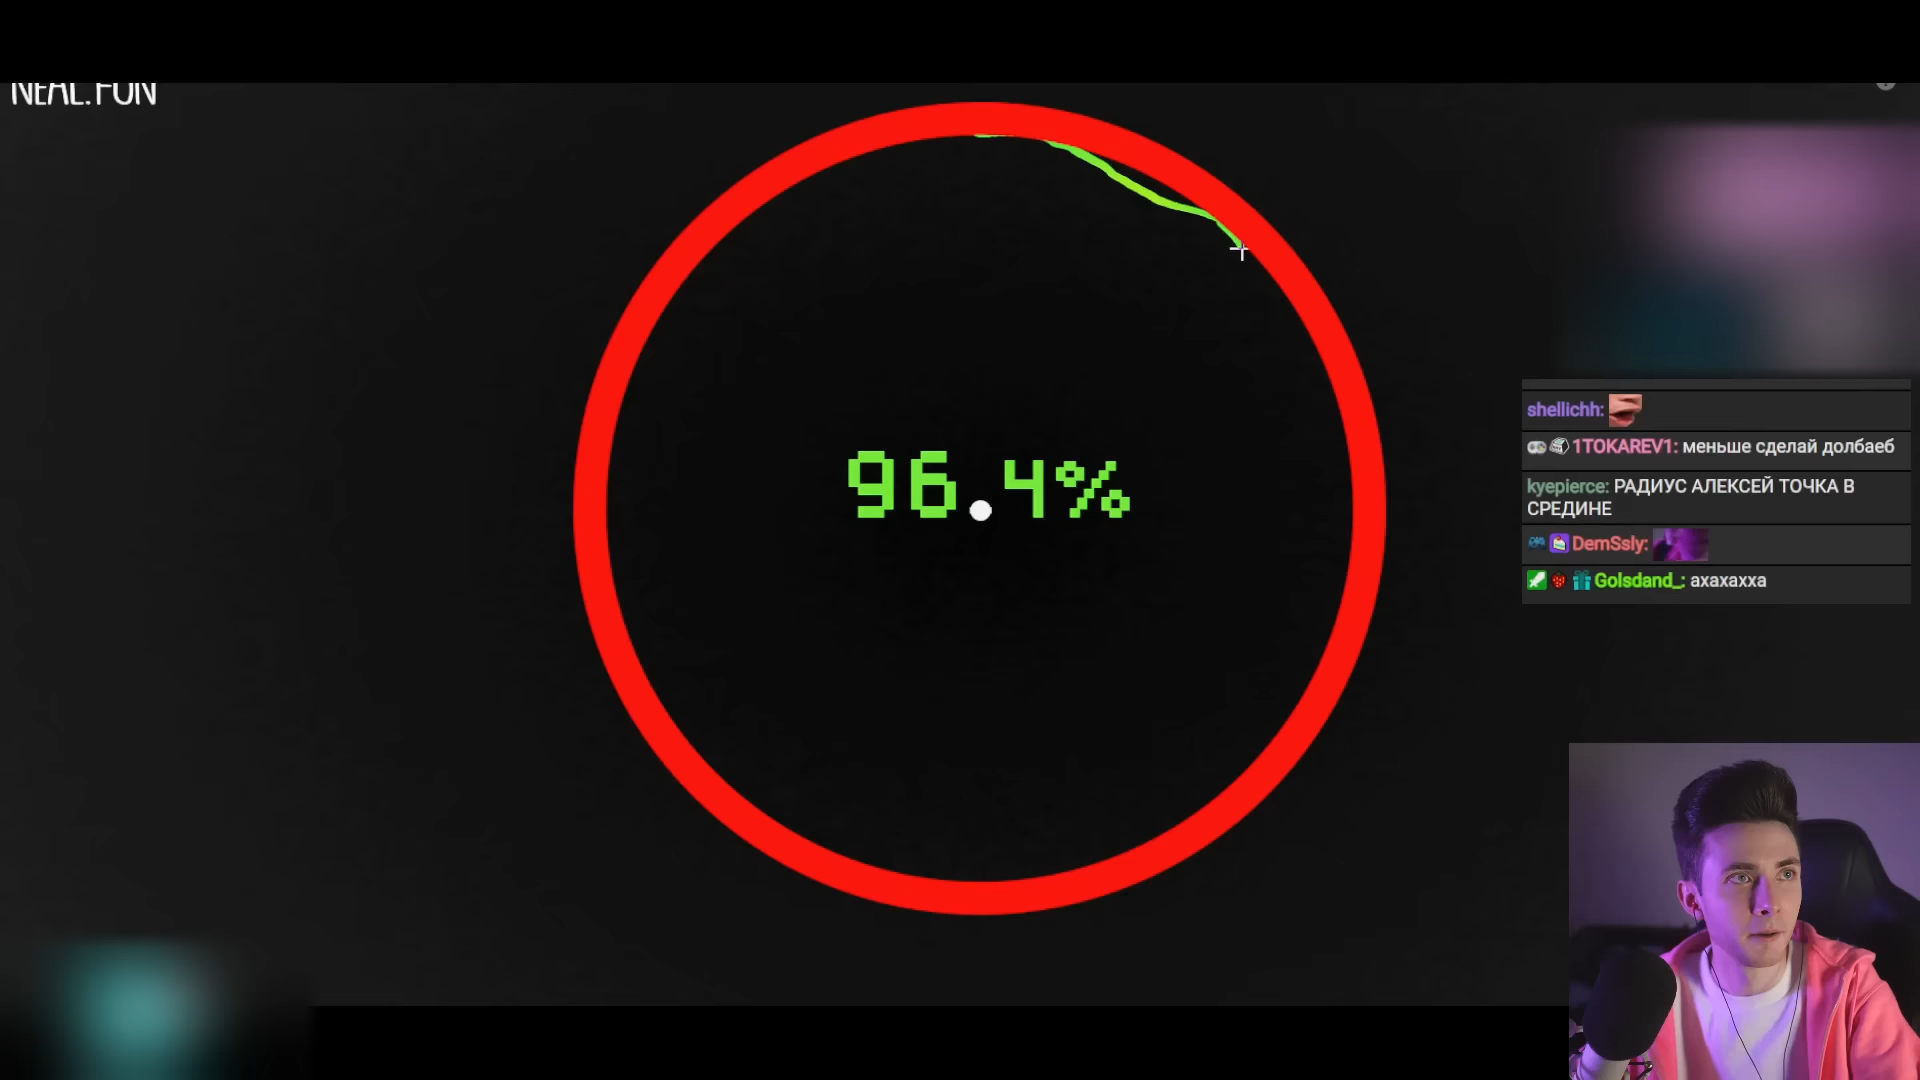 NEAL.FUN
96.4%
shellichh:
1TOKAREV1: меньше сделай долбаеб
kyepierce: РАДИУС АЛЕКСЕЙ ТОЧКА В
СРЕДИНЕ
DemSsly:
Golsdand_: ахахахха